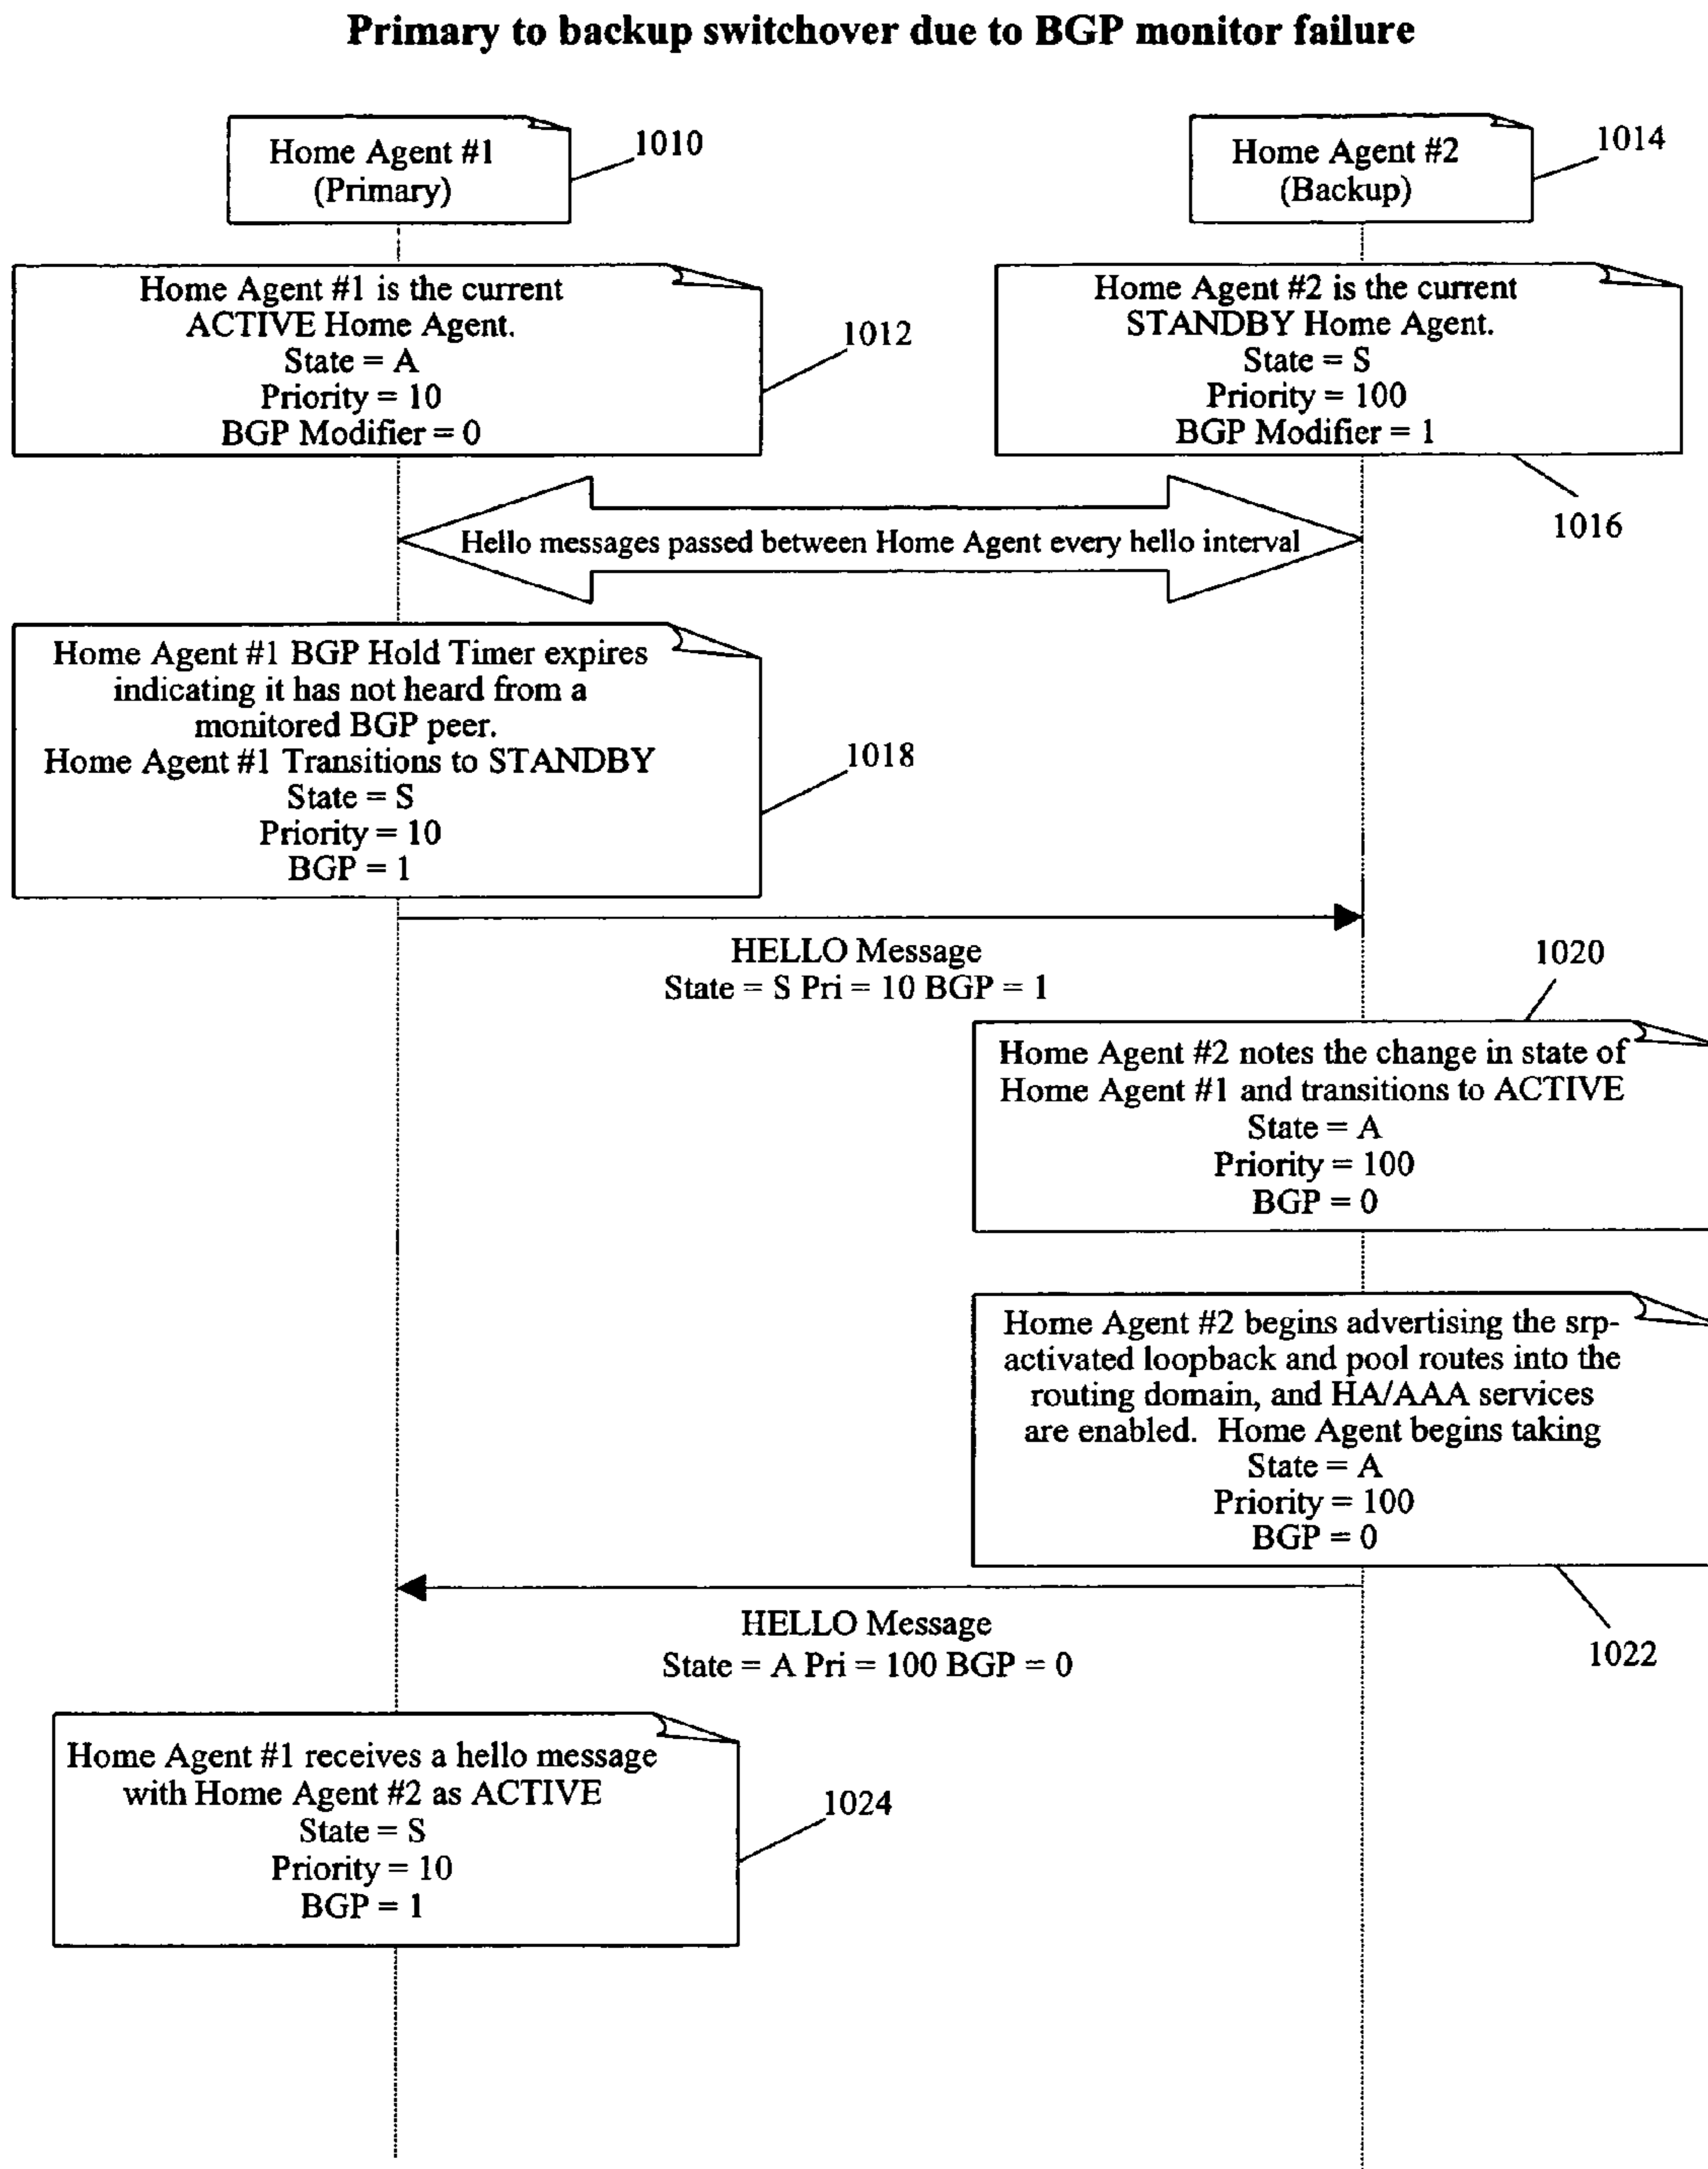 Primary to backup switchover due to BGP monitor failure
Home Agent #1
(Primary)
1010
Home Agent #2
(Backup)
1014
Home Agent #1 is the current
ACTIVE Home Agent.
State = A
Priority = 10
BGP Modifier = 0
1012
Home Agent #2 is the current
STANDBY Home Agent.
State = S
Priority = 100
BGP Modifier = 1
1016
Hello messages passed between Home Agent every hello interval
Home Agent #1 BGP Hold Timer expires
indicating it has not heard from a
monitored BGP peer.
Home Agent #1 Transitions to STANDBY
State = S
Priority = 10
BGP = 1
1018
HELLO Message
State = S Pri = 10 BGP = 1
1020
Home Agent #2 notes the change in state of
Home Agent #1 and transitions to ACTIVE
State = A
Priority = 100
BGP = 0
Home Agent #2 begins advertising the srp-
activated loopback and pool routes into the
routing domain, and HA/AAA services
are enabled. Home Agent begins taking
State = A
Priority = 100
BGP = 0
1022
HELLO Message
State = A Pri = 100 BGP = 0
Home Agent #1 receives a hello message
with Home Agent #2 as ACTIVE
State = S
Priority = 10
BGP = 1
1024